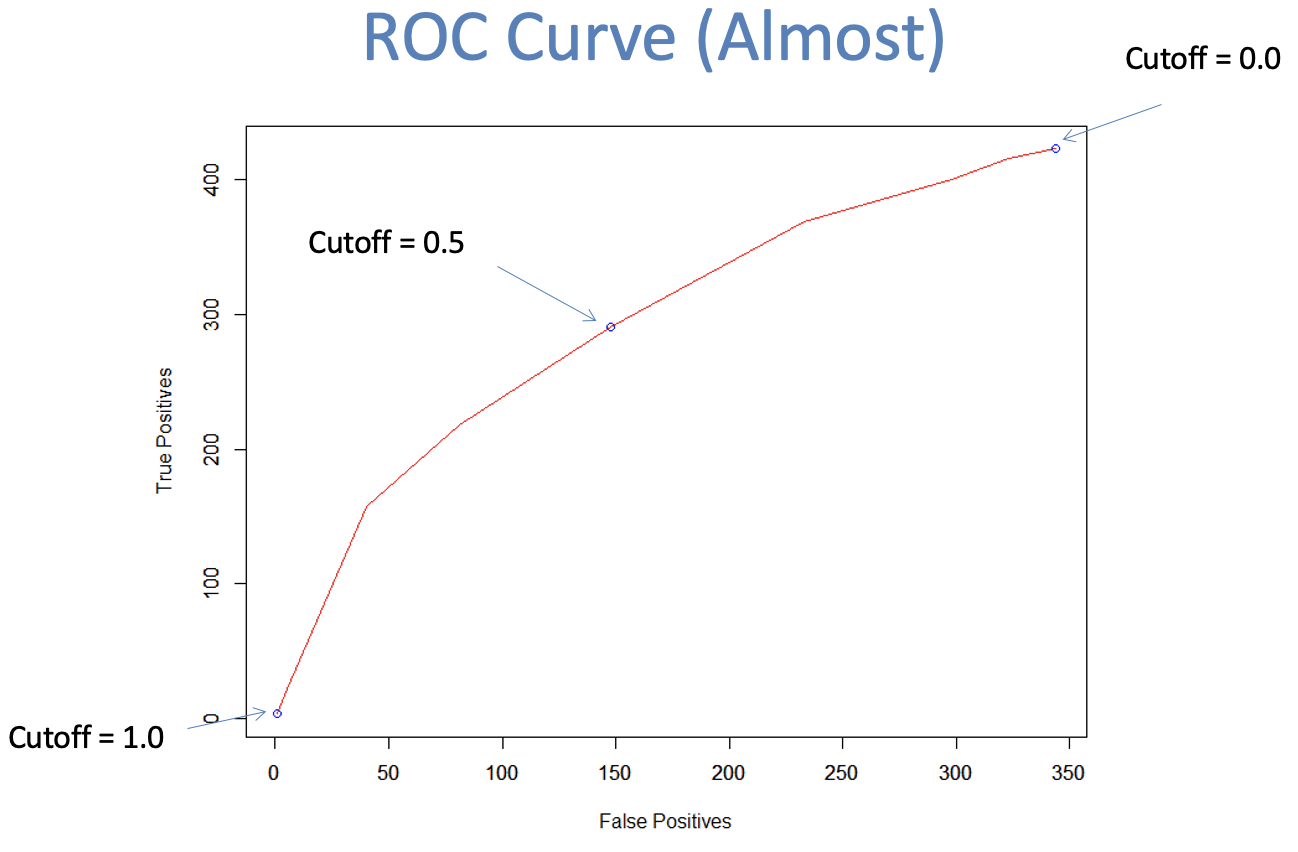 ROC Curve (Almost)
Cutoff = 0.0
Cutoff = 0.5
Cutoff = 1.0
True Positives
400
300
200
100
0
0 50 100 150 200 250 300 350
False Positives